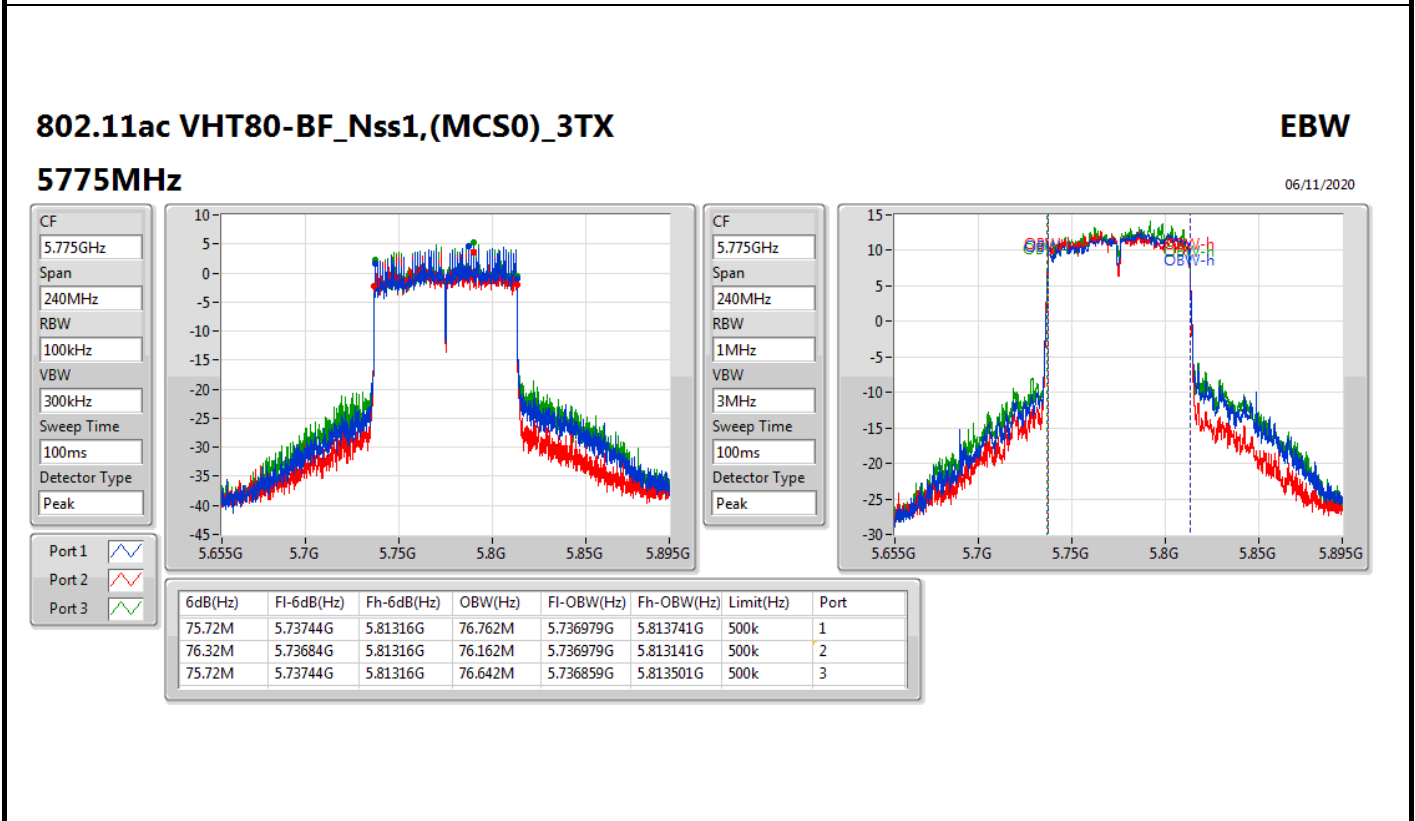 802.11ac VHT80-BF_Nss1,(MCS0)_3TX
EBW
5775MHz
06/11/2020
CF
5.775GHz
Span
240MHz
RBW
100kHz
VBW
300kHz
Sweep Time
100ms
Detector Type
Peak
10
5
0
-5
-10
-15
-20
-25
-30
-35
-40
-45
5.655G 5.7G 5.75G 5.8G 5.85G 5.895G
CF
5.775GHz
Span
240MHz
RBW
1MHz
VBW
3MHz
Sweep Time
100ms
Detector Type
Peak
15
10
5
0
-5
-10
-15
-20
-25
-30
OBW-h
OBW-h
5.655G 5.7G 5.75G 5.8G 5.85G 5.895G
Port 1
Port 2
Port 3
6dB(Hz) Fl-6dB(Hz) Fh-6dB(Hz) OBW(Hz) Fl-OBW(Hz) Fh-OBW(Hz) Limit(Hz) Port
75.72M 5.73744G 5.81316G 76.762M 5.736979G 5.813741G 500k 1
76.32M 5.73684G 5.81316G 76.162M 5.736979G 5.813141G 500k 2
75.72M 5.73744G 5.81316G 76.642M 5.736859G 5.813501G 500k 3